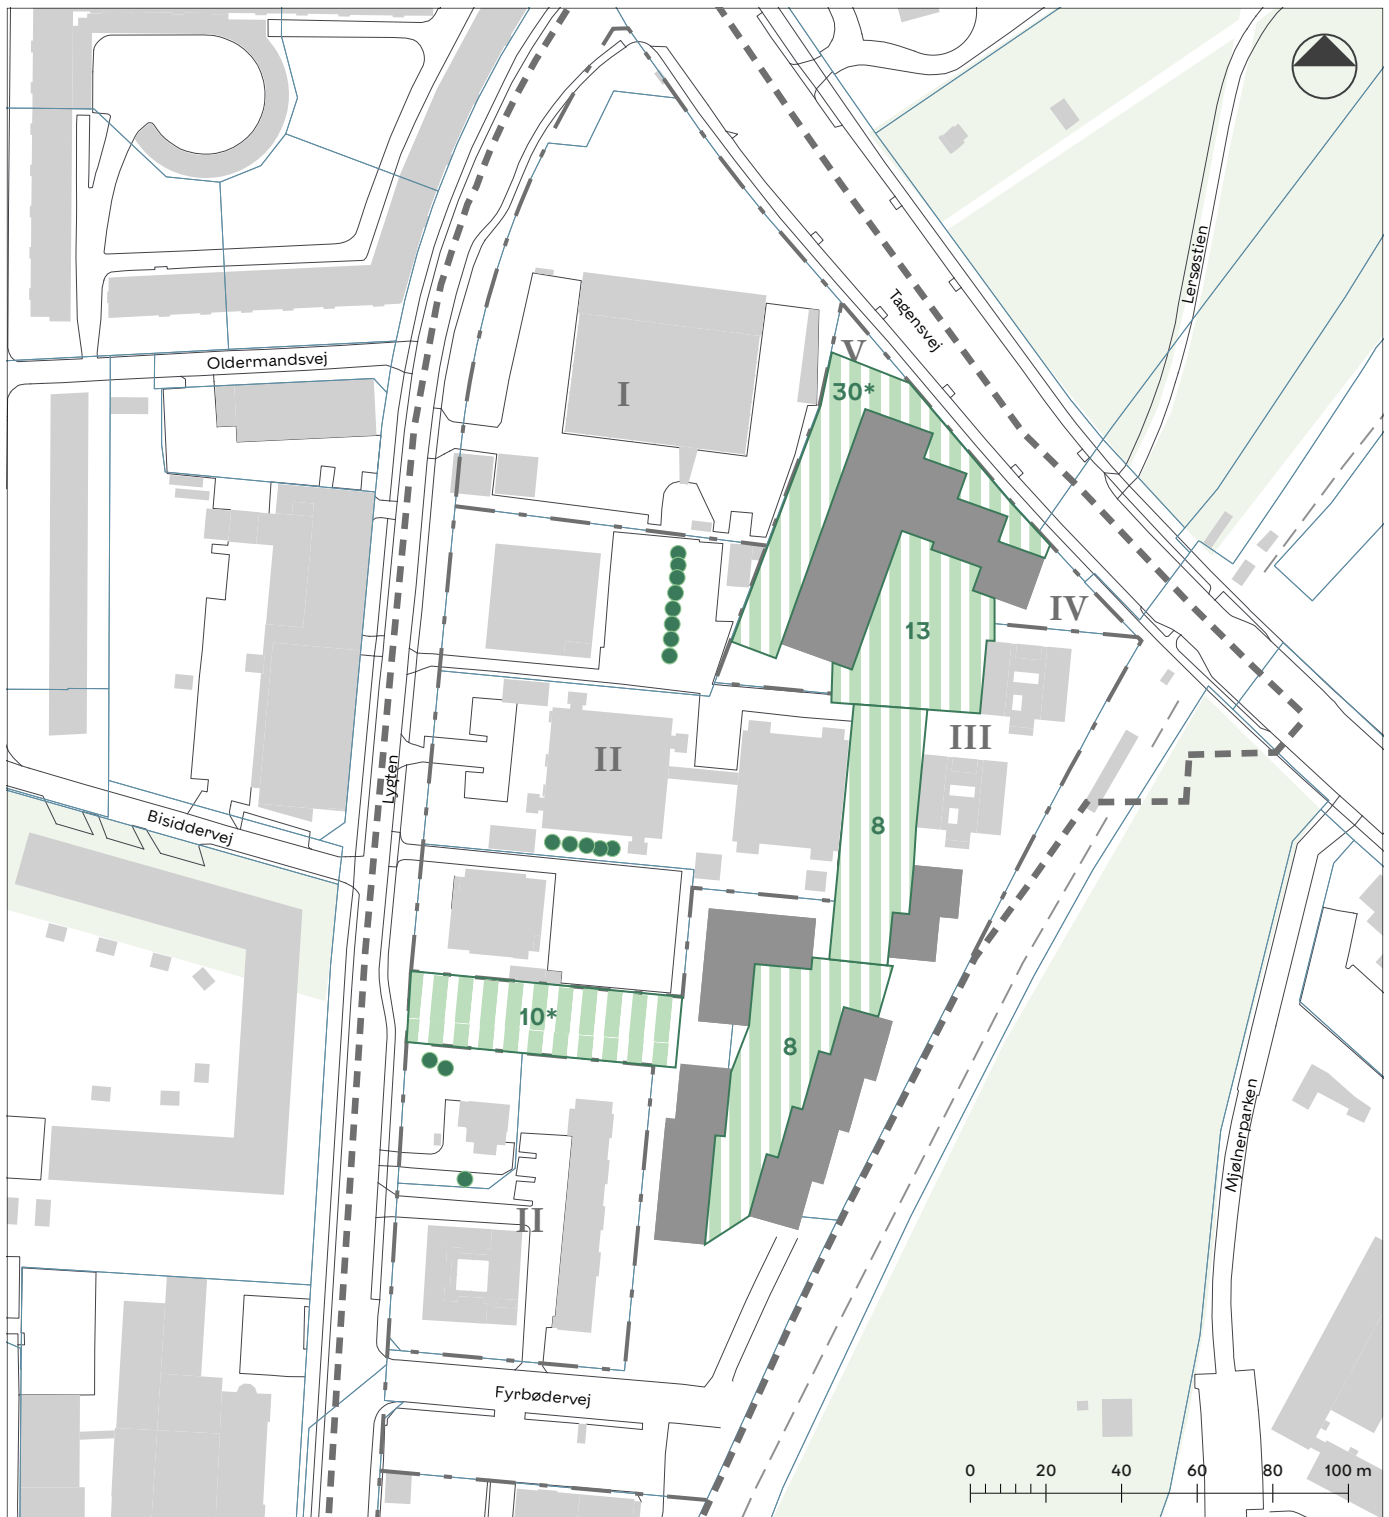 Lersøstien
Tagensvej
Oldermandsvej
V
30*
I
IV
13
III
II
Lygten
8
Bisiddervej
10*
8
Mjølnerparken
II
Fyrbødervej
0 20 40 60 80 100 m